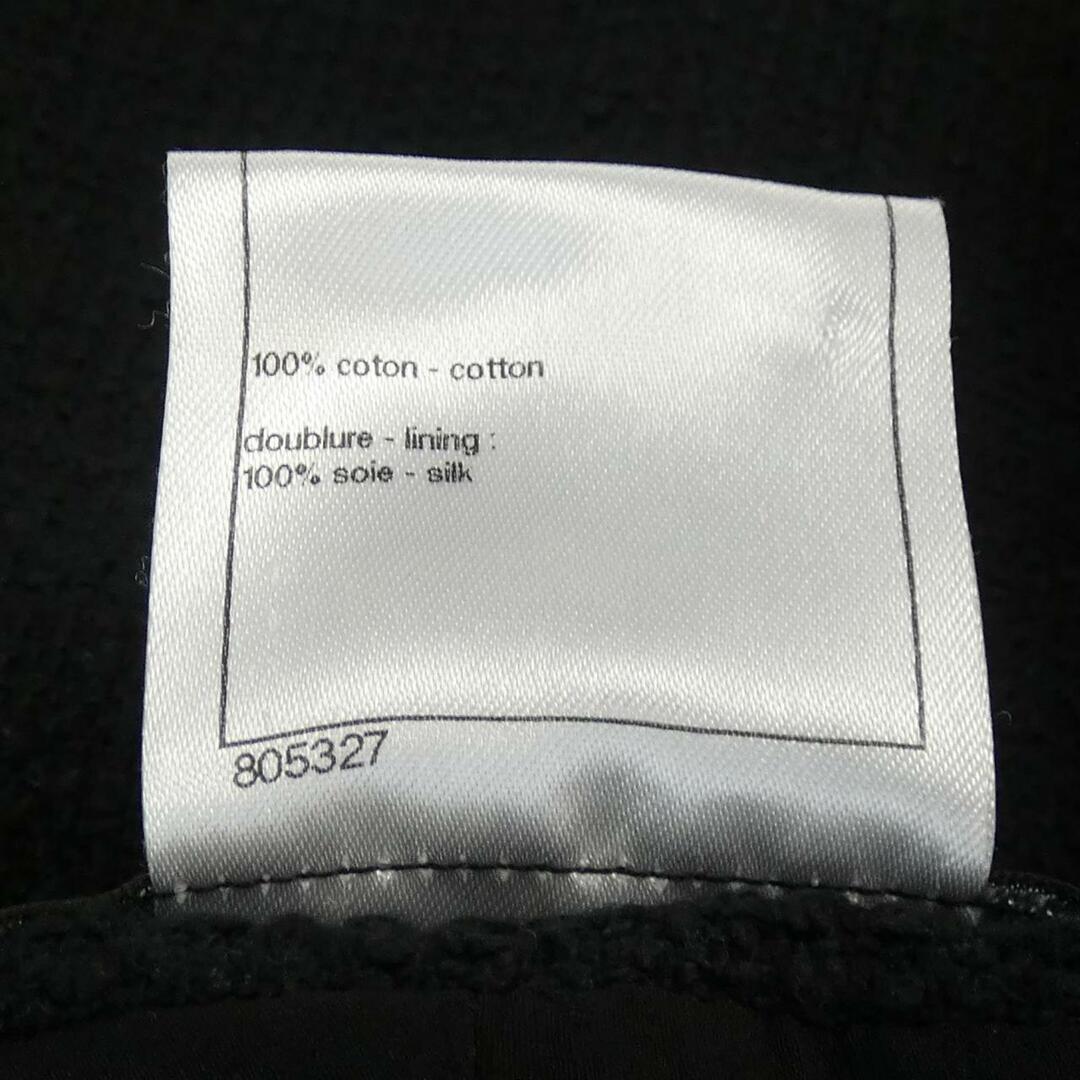 100% coton - cotton
doublure - lining :
100% soie - silk
805327